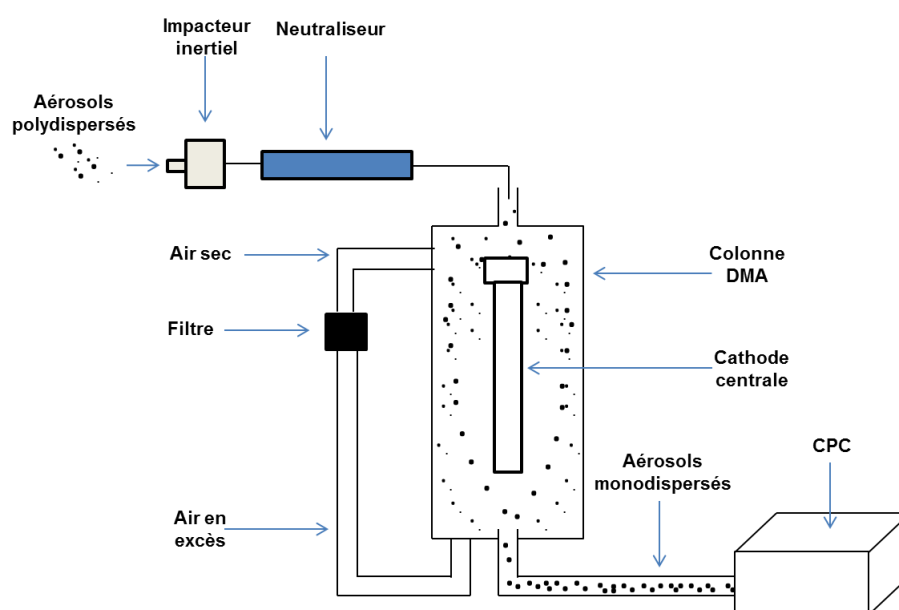 Impacteur
inertiel
Neutraliseur
Aérosols
polydispersés
Air sec
Colonne
DMA
Filtre
Cathode
centrale
CPC
Aérosols
monodispersés
Air en
excès